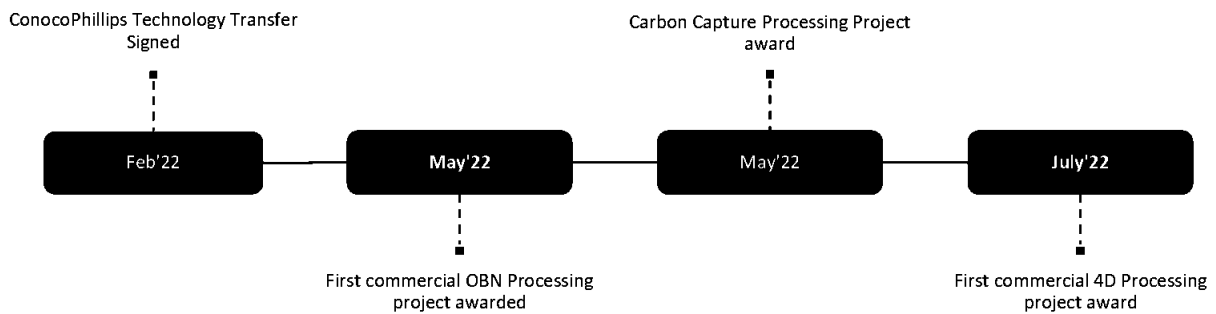 ConocoPhillips Technology Transfer
Signed
Carbon Capture Processing Project
award
Feb'22
May'22
May'22
July'22
First commercial OBN Processing
project awarded
First commercial 4D Processing
project award